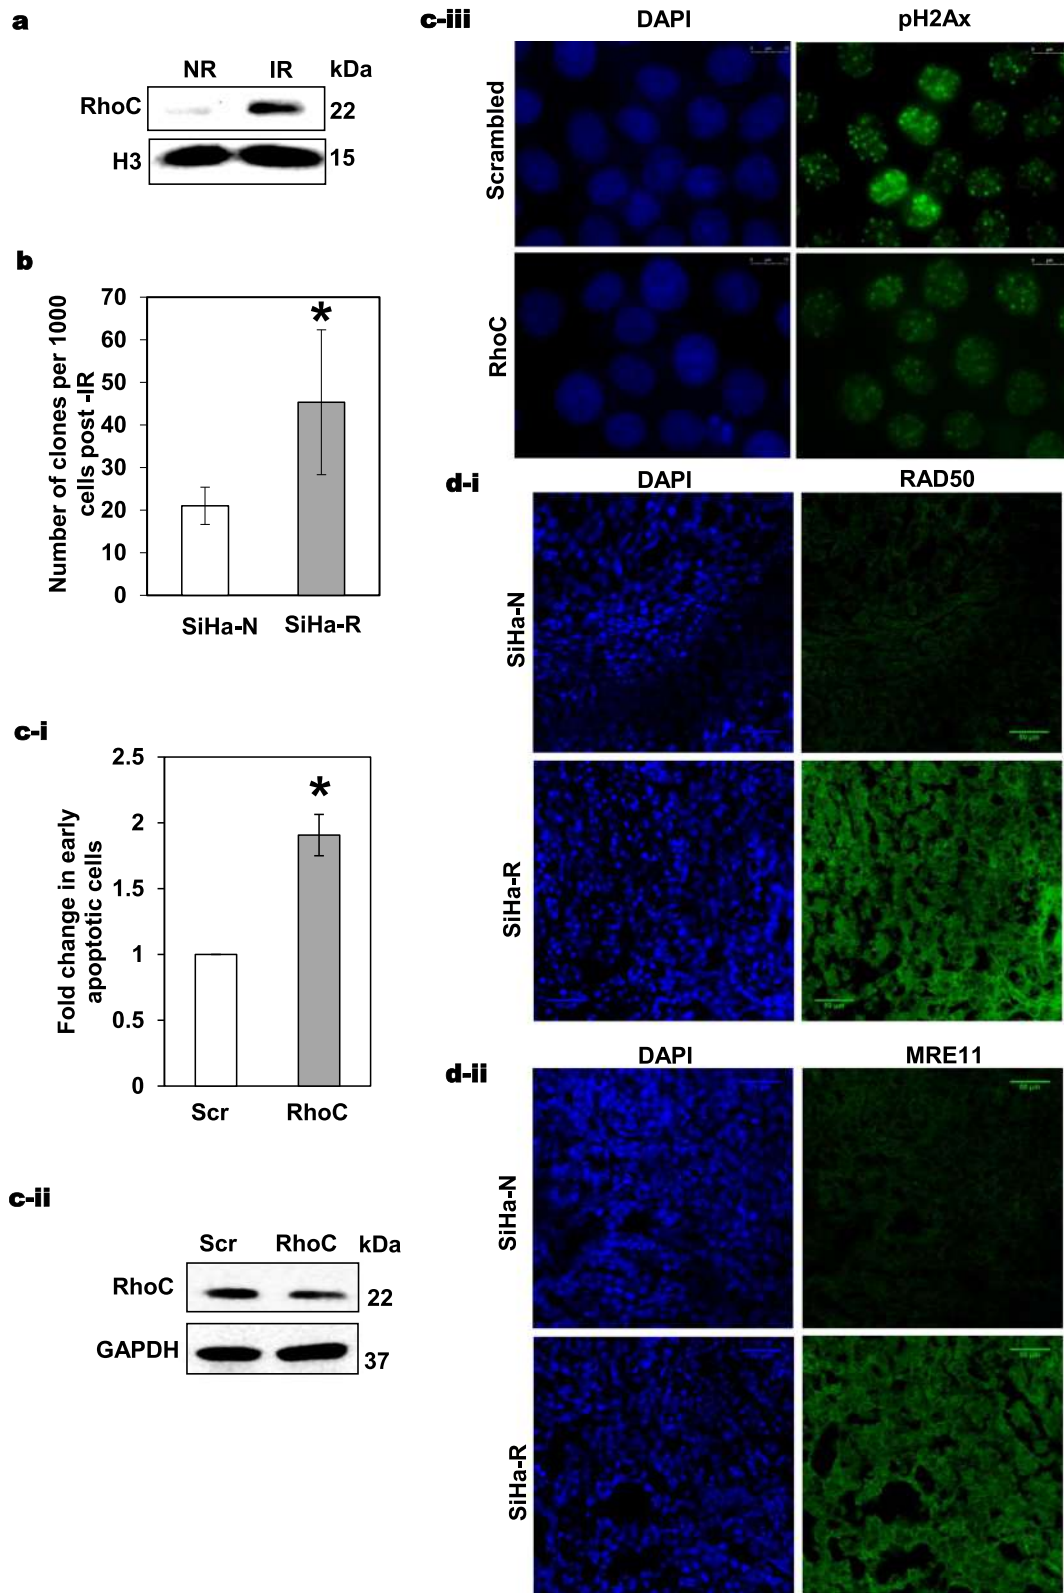 a
NR IR kDa
RhoC 22
H3 15
b
Number of clones per 1000
cells post -IR
70
60
50
40
30
20
10
0
*
SiHa-N SiHa-R
c-i
Fold change in early
apoptotic cells
2.5
2
1.5
1
0.5
0
*
Scr RhoC
c-ii
Scr RhoC kDa
RhoC 22
GAPDH 37
c-iii
DAPI pH2Ax
Scrambled
RhoC
d-i
DAPI RAD50
SiHa-N
SiHa-R
d-ii
DAPI MRE11
SiHa-N
SiHa-R